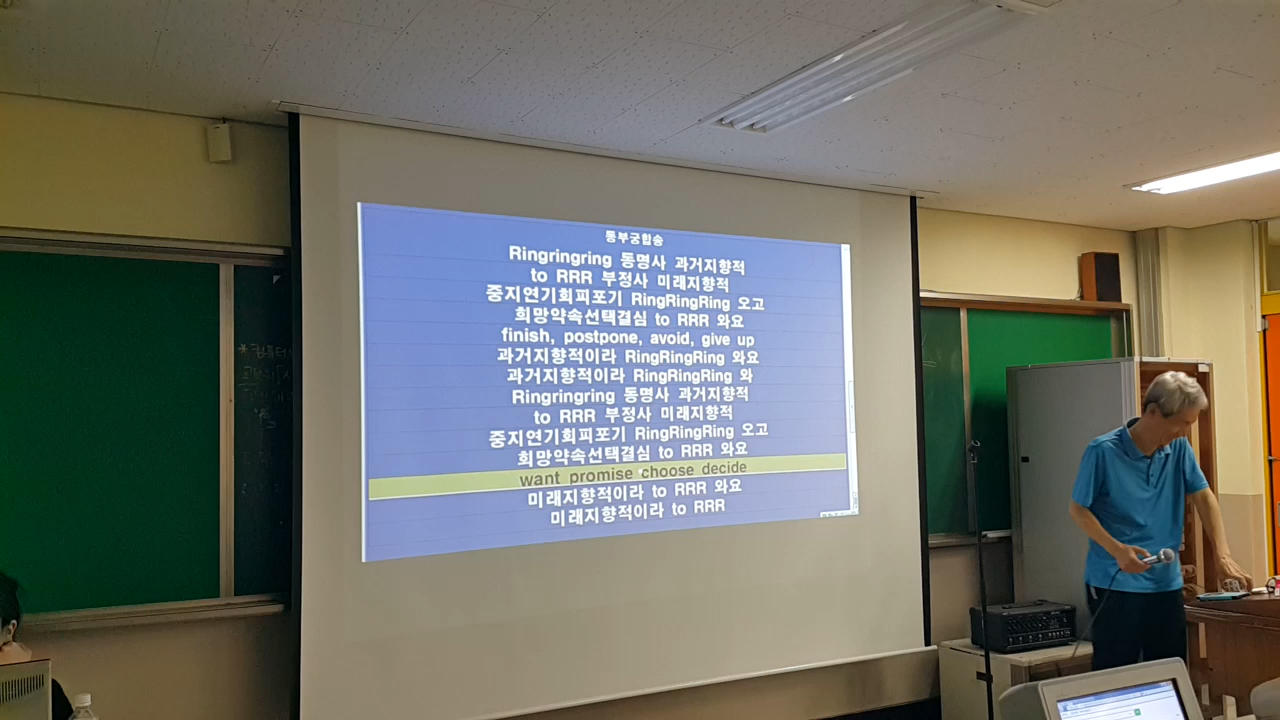 동부궁합송
Ringringring 동명사 과거지향적
to RRR 부정사 미래지향적
중지연기회피포기 RingRingRing 오고
희망약속선택결심 to RRR 와요
finish, postpone, avoid, give up
과거지향적이라 RingRingRing 와요
과거지향적이라 RingRingRing 와
Ringringring 동명사 과거지향적
to RRR 부정사 미래지향적
중지연기회피포기 RingRingRing 오고
희망약속선택결심 to RRR 와요
want promise choose decide
미래지향적이라 to RRR 와요
미래지향적이라 to RRR